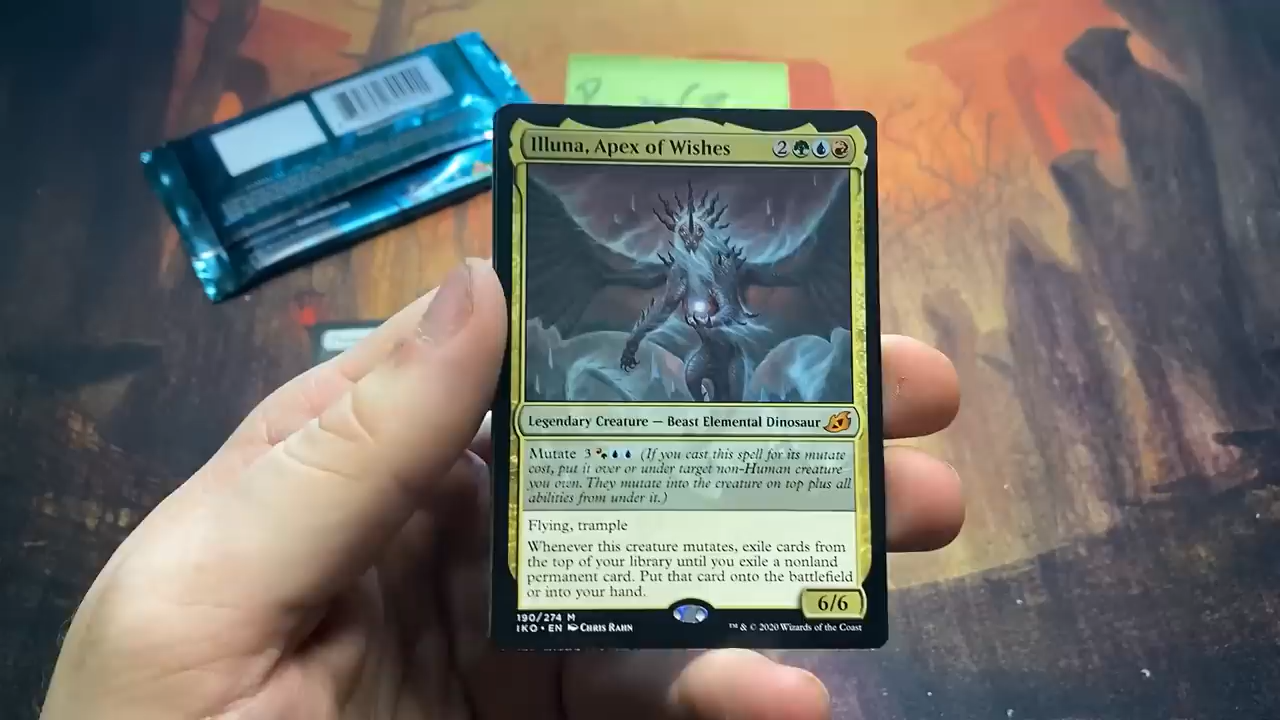 Illuna, Apex of Wishes 2
Legendary Creature — Beast Elemental Dinosaur
Mutate 3 (If you cast this spell for its mutate
cost, put it over or under target non-Human creature
you own. They mutate into the creature on top plus all
abilities from under it.)
Flying, trample
Whenever this creature mutates, exile cards from
the top of your library until you exile a nonland
permanent card. Put that card onto the battlefield
or into your hand.
6/6
190/274 M
IKO • EN Chris Rahn
™ & © 2020 Wizards of the Coast